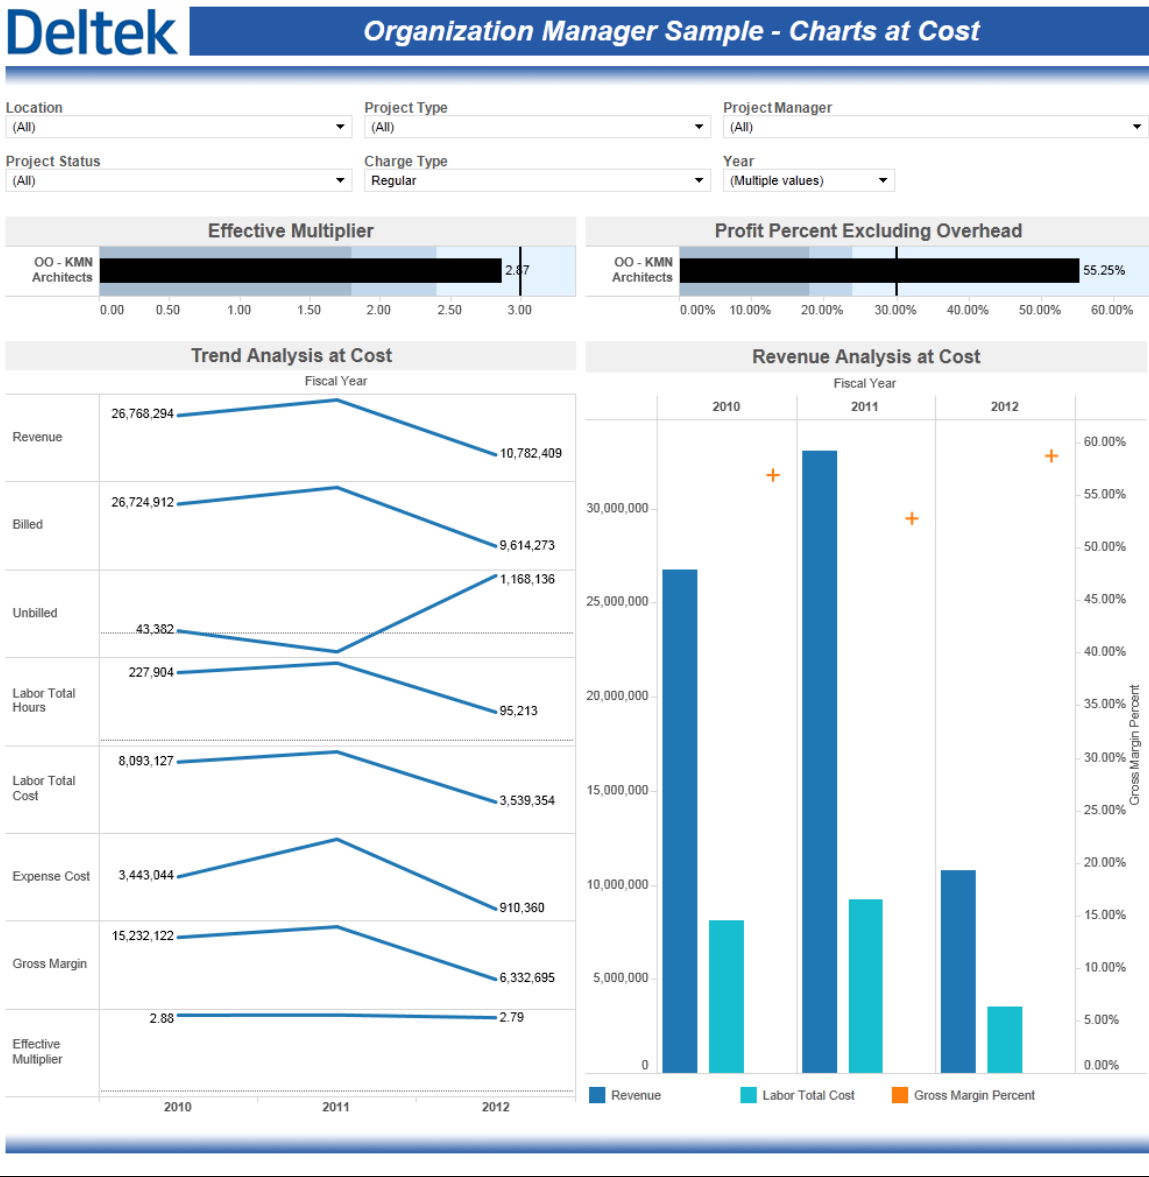 Deltek
Organization Manager Sample - Charts at Cost
Location
Project Type
Project Manager
(All)
(All)
(All)
Project Status
Charge Type
Year
(All)
Regular
(Multiple values)
Effective Multiplier
OO - KMN
Architects
2.87
0.00 0.50 1.00 1.50 2.00 2.50 3.00
Profit Percent Excluding Overhead
OO - KMN
Architects
55.25%
0.00% 10.00% 20.00% 30.00% 40.00% 50.00% 60.00%
Trend Analysis at Cost
Fiscal Year
Revenue
26,768,294
10,782,409
Billed
26,724,912
9,614,273
Unbilled
43,382
1,168,136
Labor Total
Hours
227,904
95,213
Labor Total
Cost
8,093,127
3,539,354
Expense Cost
3,443,044
910,360
Gross Margin
15,232,122
6,332,695
Effective
Multiplier
2.88
2.79
2010 2011 2012
Revenue Analysis at Cost
Fiscal Year
2010 2011 2012
30,000,000
25,000,000
20,000,000
15,000,000
10,000,000
5,000,000
0
60.00%
55.00%
50.00%
45.00%
40.00%
35.00%
30.00%
25.00%
20.00%
15.00%
10.00%
5.00%
0.00%
Gross Margin Percent
Revenue
Labor Total Cost
Gross Margin Percent